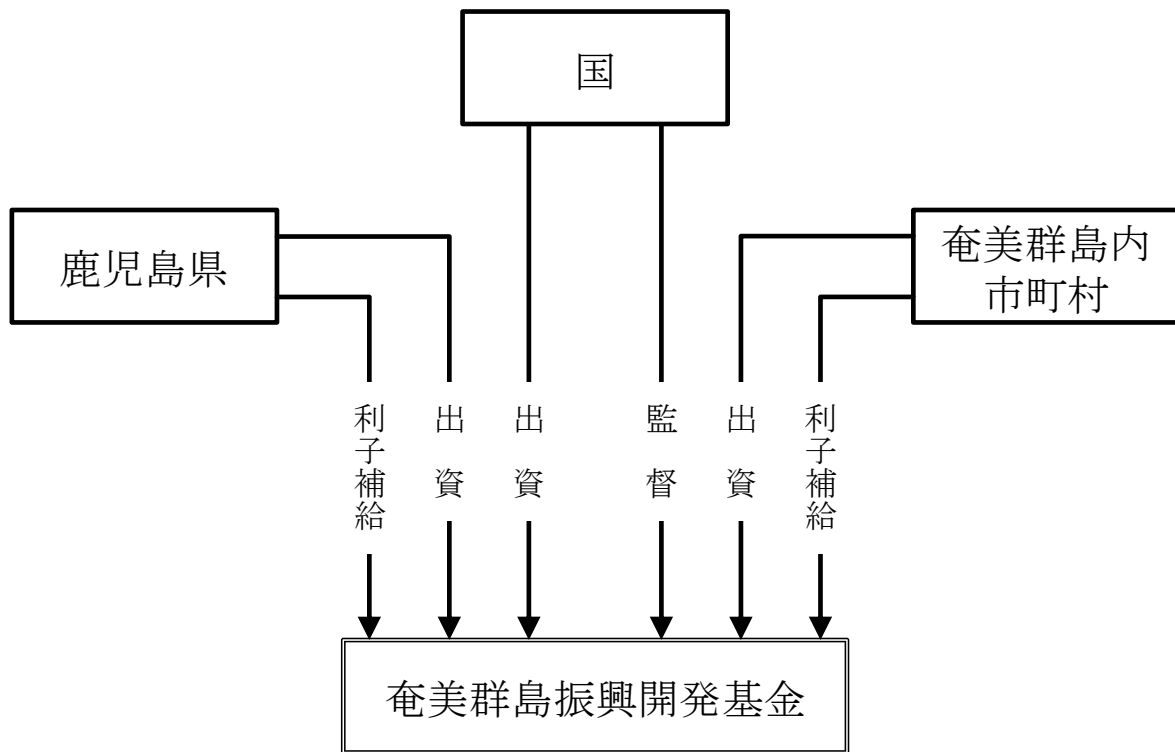 国
鹿児島県
奄美群島内
市町村
利子補給
出資
出資
監督
出資
利子補給
奄美群島振興開発基金